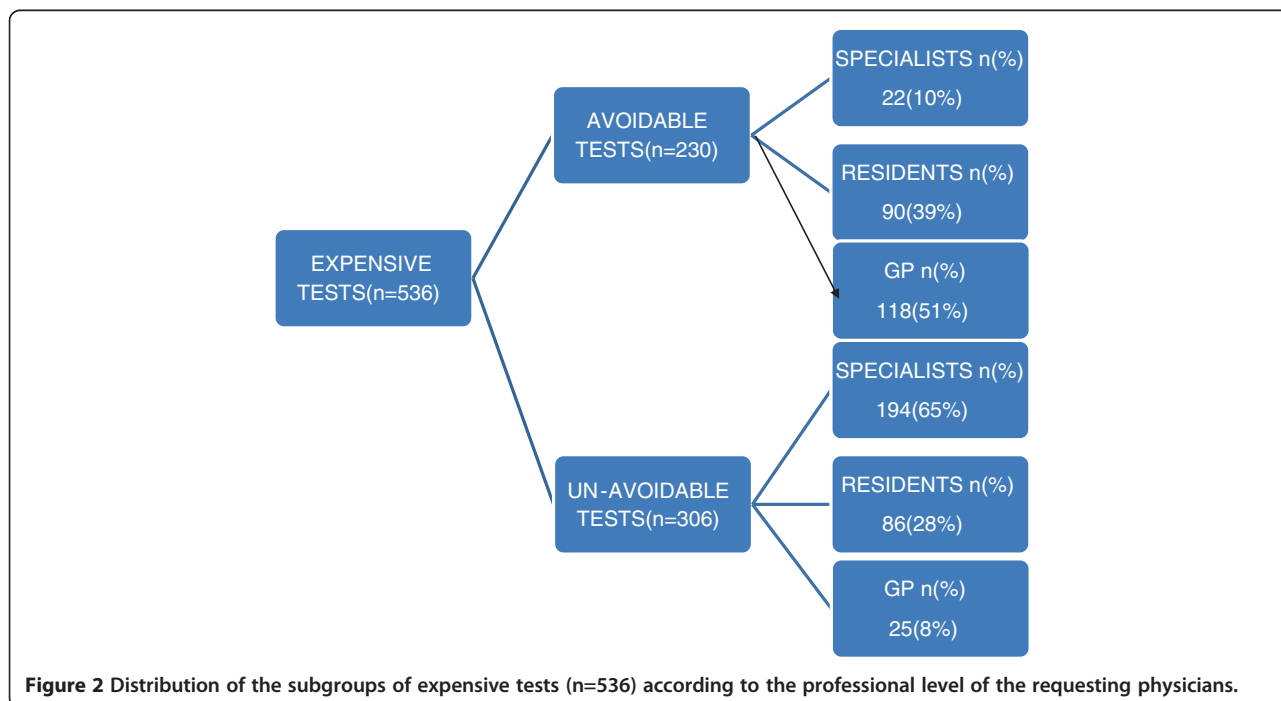 EXPENSIVE
TESTS(n=536)
AVOIDABLE
TESTS(n=230)
UN-AVOIDABLE
TESTS(n=306)
SPECIALISTS n(%)
22(10%)
RESIDENTS n(%)
90(39%)
GP n(%)
118(51%)
SPECIALISTS n(%)
194(65%)
RESIDENTS n(%)
86(28%)
GP n(%)
25(8%)
Figure 2 Distribution of the subgroups of expensive tests (n=536) according to the professional level of the requesting physicians.